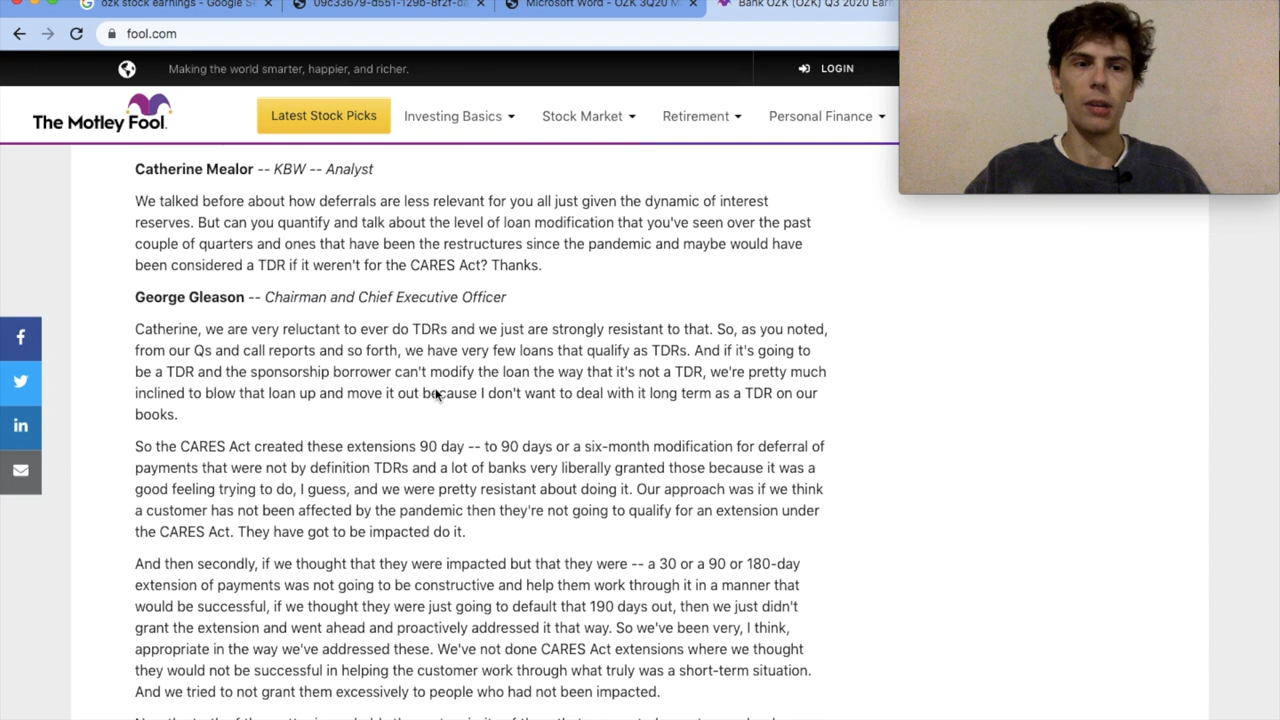 ozk stock earnings - Google S
09c33679-d551-129b-8f2f-d
Microsoft Word - OZK 3Q20 M
Bank OZK (OZK) Q3 2020 Earn
fool.com
Making the world smarter, happier, and richer.
LOGIN
The Motley Fool.
Latest Stock Picks
Investing Basics
Stock Market
Retirement
Personal Finance
Catherine Mealor -- KBW -- Analyst
We talked before about how deferrals are less relevant for you all just given the dynamic of interest
reserves. But can you quantify and talk about the level of loan modification that you've seen over the past
couple of quarters and ones that have been the restructures since the pandemic and maybe would have
been considered a TDR if it weren't for the CARES Act? Thanks.
George Gleason -- Chairman and Chief Executive Officer
Catherine, we are very reluctant to ever do TDRs and we just are strongly resistant to that. So, as you noted,
from our Qs and call reports and so forth, we have very few loans that qualify as TDRs. And if it's going to
be a TDR and the sponsorship borrower can't modify the loan the way that it's not a TDR, we're pretty much
inclined to blow that loan up and move it out because I don't want to deal with it long term as a TDR on our
books.
So the CARES Act created these extensions 90 day -- to 90 days or a six-month modification for deferral of
payments that were not by definition TDRs and a lot of banks very liberally granted those because it was a
good feeling trying to do, I guess, and we were pretty resistant about doing it. Our approach was if we think
a customer has not been affected by the pandemic then they're not going to qualify for an extension under
the CARES Act. They have got to be impacted do it.
And then secondly, if we thought that they were impacted but that they were -- a 30 or a 90 or 180-day
extension of payments was not going to be constructive and help them work through it in a manner that
would be successful, if we thought they were just going to default that 190 days out, then we just didn't
grant the extension and went ahead and proactively addressed it that way. So we've been very, I think,
appropriate in the way we've addressed these. We've not done CARES Act extensions where we thought
they would not be successful in helping the customer work through what truly was a short-term situation.
And we tried to not grant them excessively to people who had not been impacted.